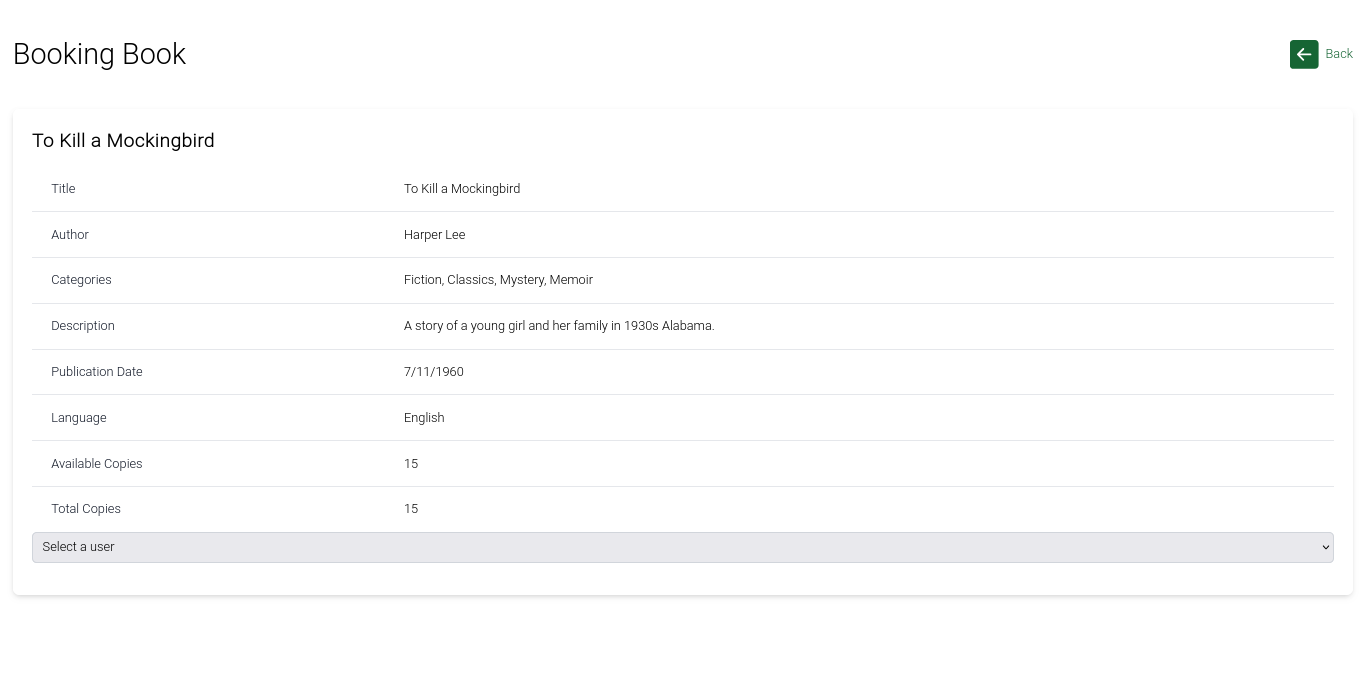 Booking Book
Back
To Kill a Mockingbird
Title To Kill a Mockingbird
Author Harper Lee
Categories Fiction, Classics, Mystery, Memoir
Description A story of a young girl and her family in 1930s Alabama.
Publication Date 7/11/1960
Language English
Available Copies 15
Total Copies 15
Select a user